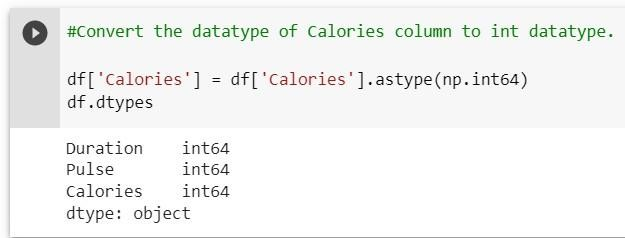 #Convert the datatype of Calories column to int datatype.
df['Calories'] = df['Calories'].astype(np.int64)
df.dtypes
Duration    int64
Pulse       int64
Calories    int64
dtype: object